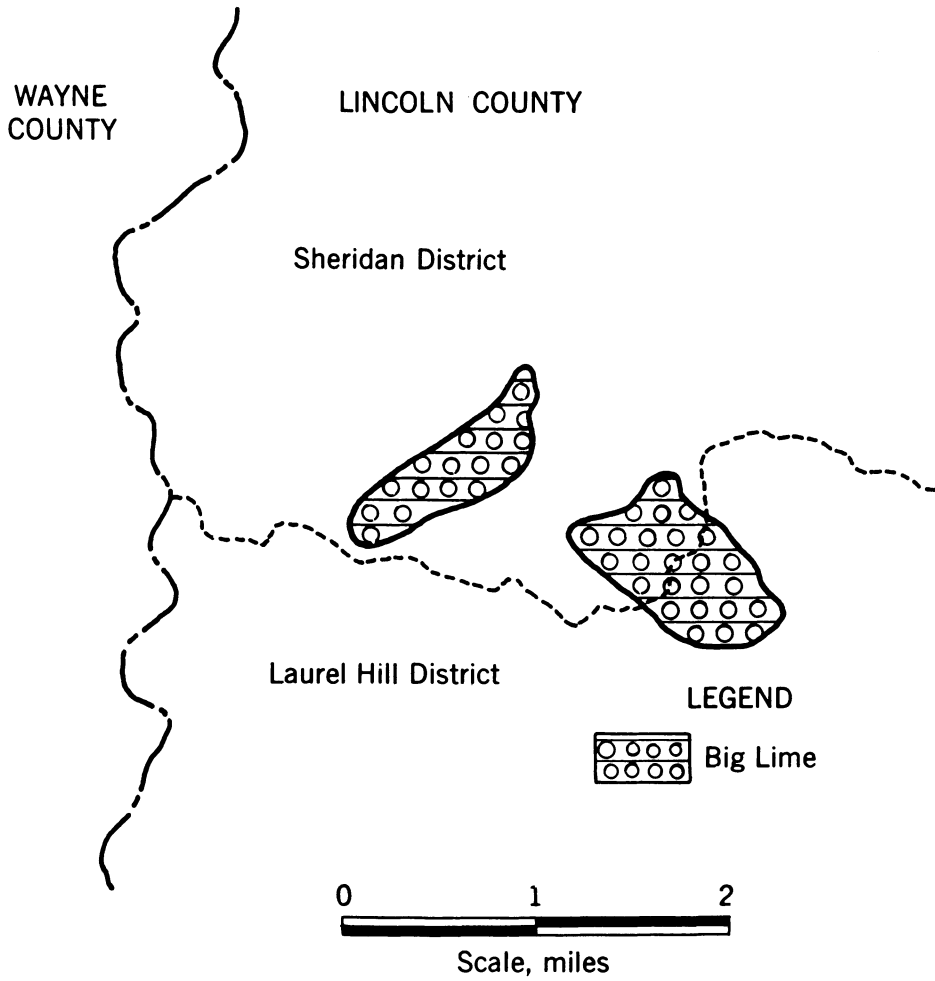 WAYNE
COUNTY
LINCOLN COUNTY
Sheridan District
Laurel Hill District
LEGEND
Big Lime
0 1 2
Scale, miles